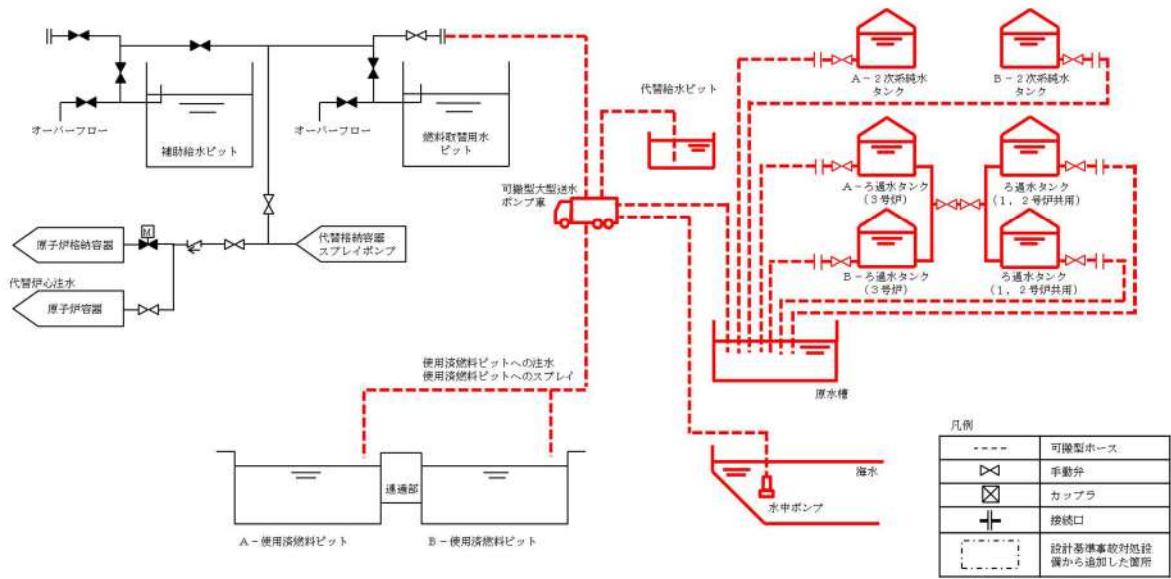 オーバーフロー
補助給水ピット
オーバーフロー
燃料取替用水
ピット
代替給水ピット
可搬型大型送水
ポンプ車
A－2次系純水
タンク
B－2次系純水
タンク
A－ろ過水タンク
(3号炉)
ろ過水タンク
(1,2号炉共用)
B－ろ過水タンク
(3号炉)
ろ過水タンク
(1,2号炉共用)
原子炉格納容器
M
代替格納容器
スプレイポンプ
代替炉心注水
原子炉容器
使用済燃料ピットへの注水
使用済燃料ピットへのスプレイ
原水槽
連通部
A－使用済燃料ピット
B－使用済燃料ピット
海水
水中ポンプ
凡例
可搬型ホース
手動弁
カップラ
接続口
設計基準事故対処設
備から追加した箇所